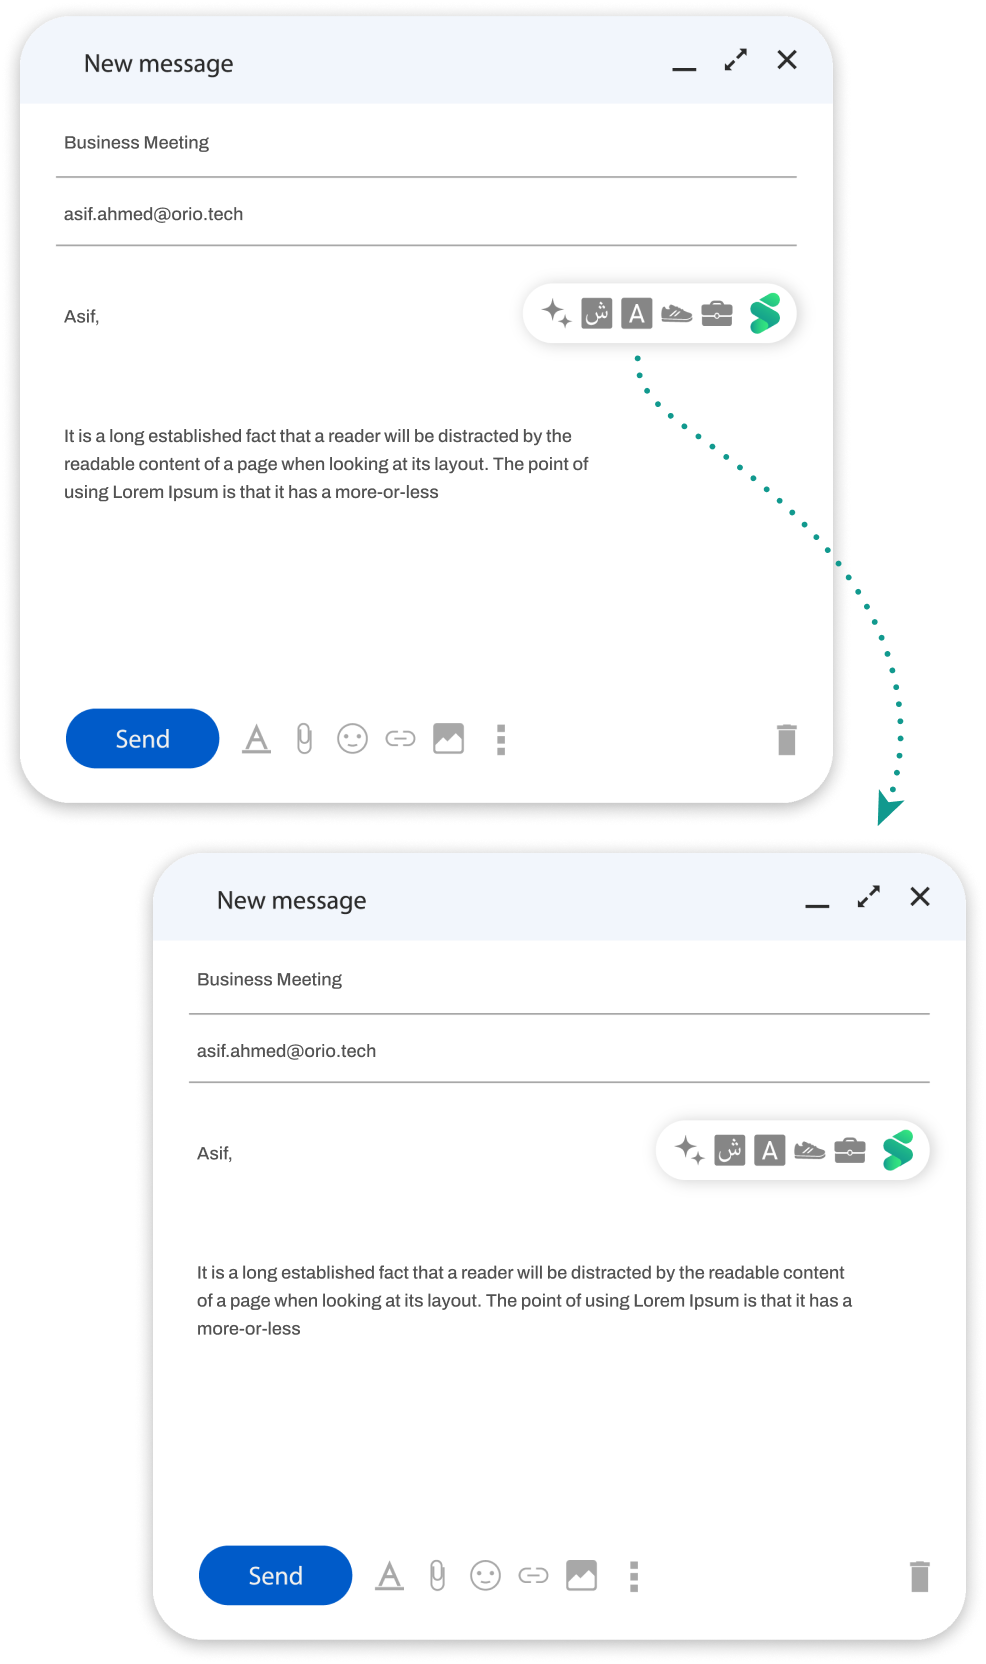 New message
Business Meeting
asif.ahmed@orio.tech
Asif,
ش A
It is a long established fact that a reader will be distracted by the
readable content of a page when looking at its layout. The point of
using Lorem Ipsum is that it has a more-or-less
Send A
New message
Business Meeting
asif.ahmed@orio.tech
Asif,
ش A
It is a long established fact that a reader will be distracted by the readable content
of a page when looking at its layout. The point of using Lorem Ipsum is that it has a
more-or-less
Send A